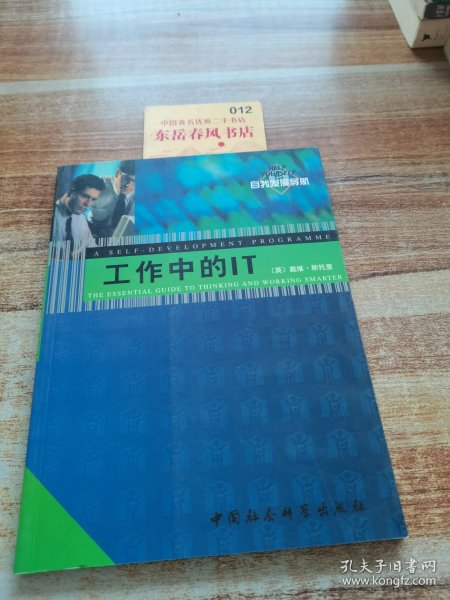 012
中国著名优质二手书店
东岳春风书店
HELP YOURSELF
自我发展导航
A SELF-DEVELOPMENT PROGRAMME
工作中的IT
〔英〕戴维·斯托里
THE ESSENTIAL GUIDE TO THINKING AND WORKING SMARTER
中国社会科学出版社
孔夫子旧书网
www.kongfz.com